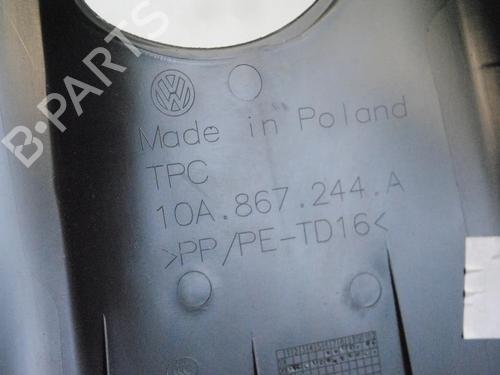 B-PARTS
Made in Poland
TPC
10A.867.244.A
>PP/PE-TD16<